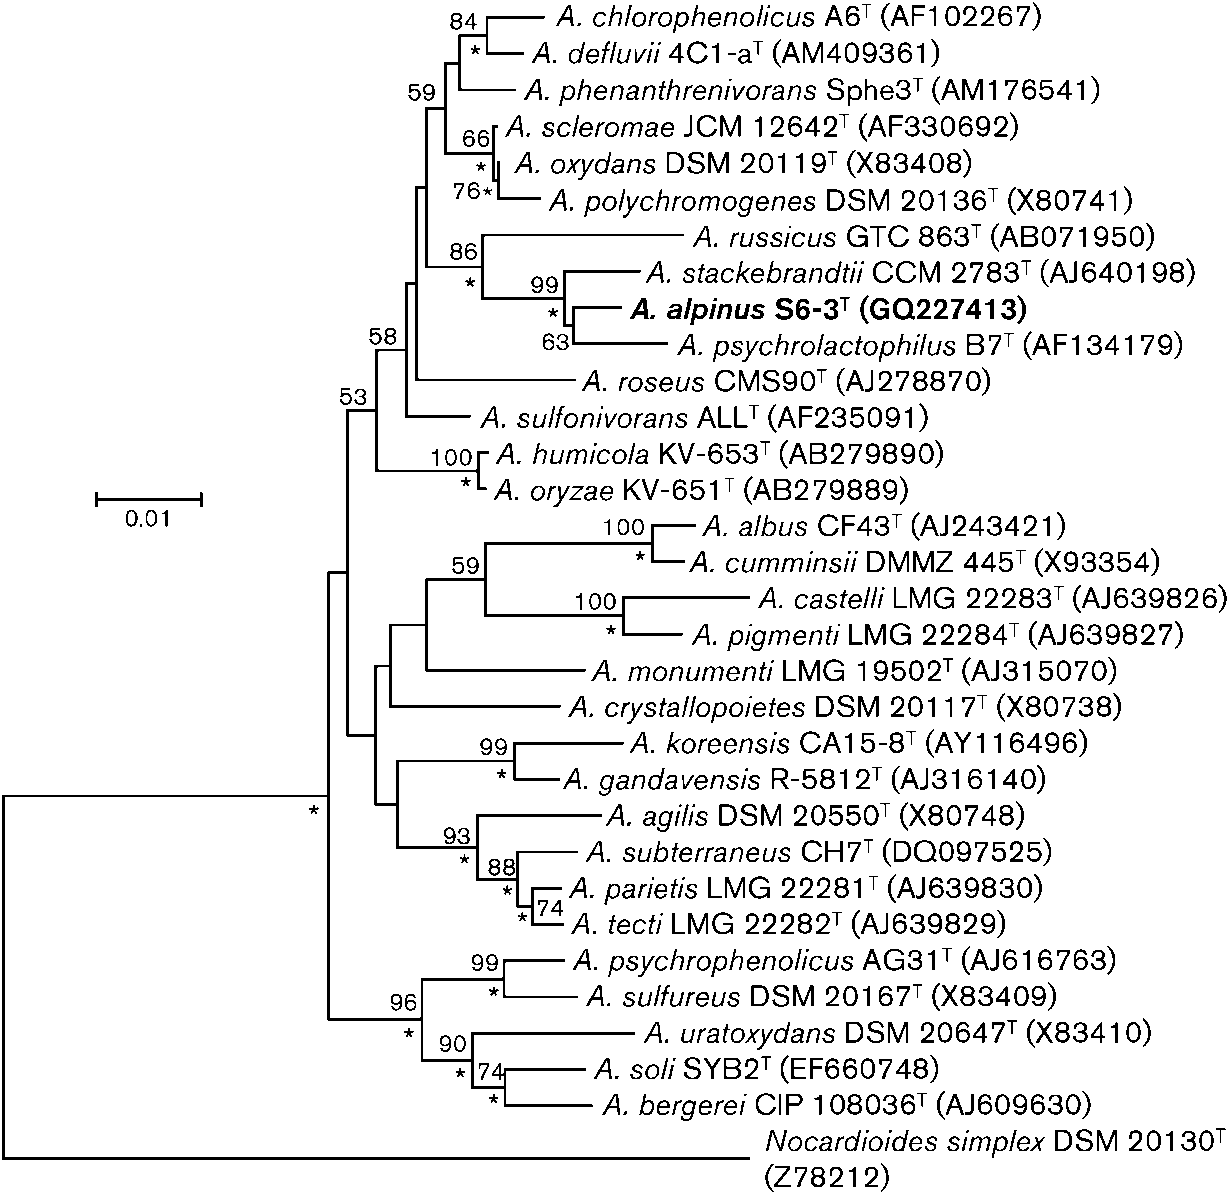 84
A. chlorophenolicus A6ᵀ (AF102267)
*
A. defluvii 4C1-aᵀ (AM409361)
59
A. phenanthrenivorans Sphe3ᵀ (AM176541)
66
A. scleromae JCM 12642ᵀ (AF330692)
*
A. oxydans DSM 20119ᵀ (X83408)
76*
A. polychromogenes DSM 20136ᵀ (X80741)
86
A. russicus GTC 863ᵀ (AB071950)
*
99
A. stackebrandtii CCM 2783ᵀ (AJ640198)
*
A. alpinus S6-3ᵀ (GQ227413)
58
63
A. psychrolactophilus B7ᵀ (AF134179)
A. roseus CMS90ᵀ (AJ278870)
53
A. sulfonivorans ALLᵀ (AF235091)
100
A. humicola KV-653ᵀ (AB279890)
*
A. oryzae KV-651ᵀ (AB279889)
0.01
100
A. albus CF43ᵀ (AJ243421)
59
*
A. cumminsii DMMZ 445ᵀ (X93354)
100
A. castelli LMG 22283ᵀ (AJ639826)
*
A. pigmenti LMG 22284ᵀ (AJ639827)
A. monumenti LMG 19502ᵀ (AJ315070)
A. crystallopoietes DSM 20117ᵀ (X80738)
99
A. koreensis CA15-8ᵀ (AY116496)
*
A. gandavensis R-5812ᵀ (AJ316140)
*
93
A. agilis DSM 20550ᵀ (X80748)
*
88
A. subterraneus CH7ᵀ (DQ097525)
*
A. parietis LMG 22281ᵀ (AJ639830)
*
74
A. tecti LMG 22282ᵀ (AJ639829)
99
A. psychrophenolicus AG31ᵀ (AJ616763)
96
*
A. sulfureus DSM 20167ᵀ (X83409)
*
90
A. uratoxydans DSM 20647ᵀ (X83410)
*
74
A. soli SYB2ᵀ (EF660748)
*
A. bergerei CIP 108036ᵀ (AJ609630)
Nocardioides simplex DSM 20130ᵀ
(Z78212)